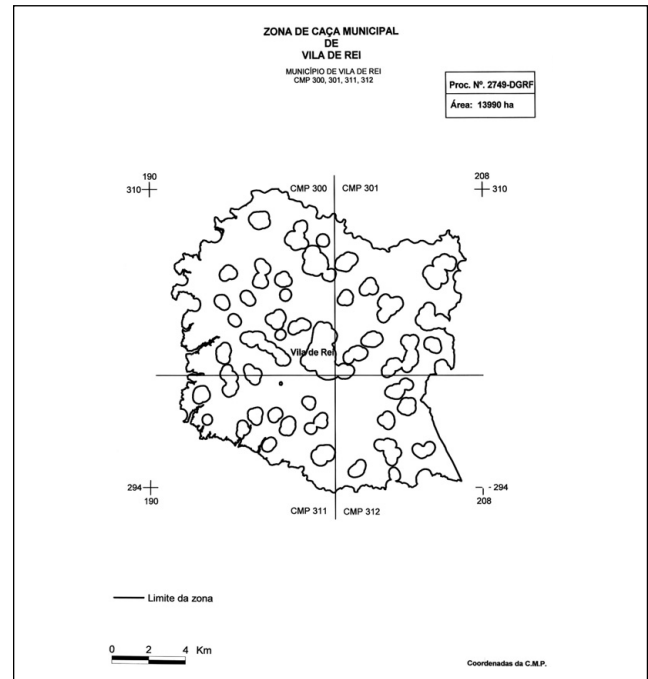 ZONA DE CAÇA MUNICIPAL
DE
VILA DE REI
MUNICÍPIO DE VILA DE REI
CMP 300, 301, 311, 312
Proc. Nº. 2749-DGRF
Área: 13990 ha
190
208
310
CMP 300
CMP 301
310
Vila de Rei
294
294
190
208
CMP 311
CMP 312
Limite da zona
0 2 4 Km
Coordenadas da C.M.P.